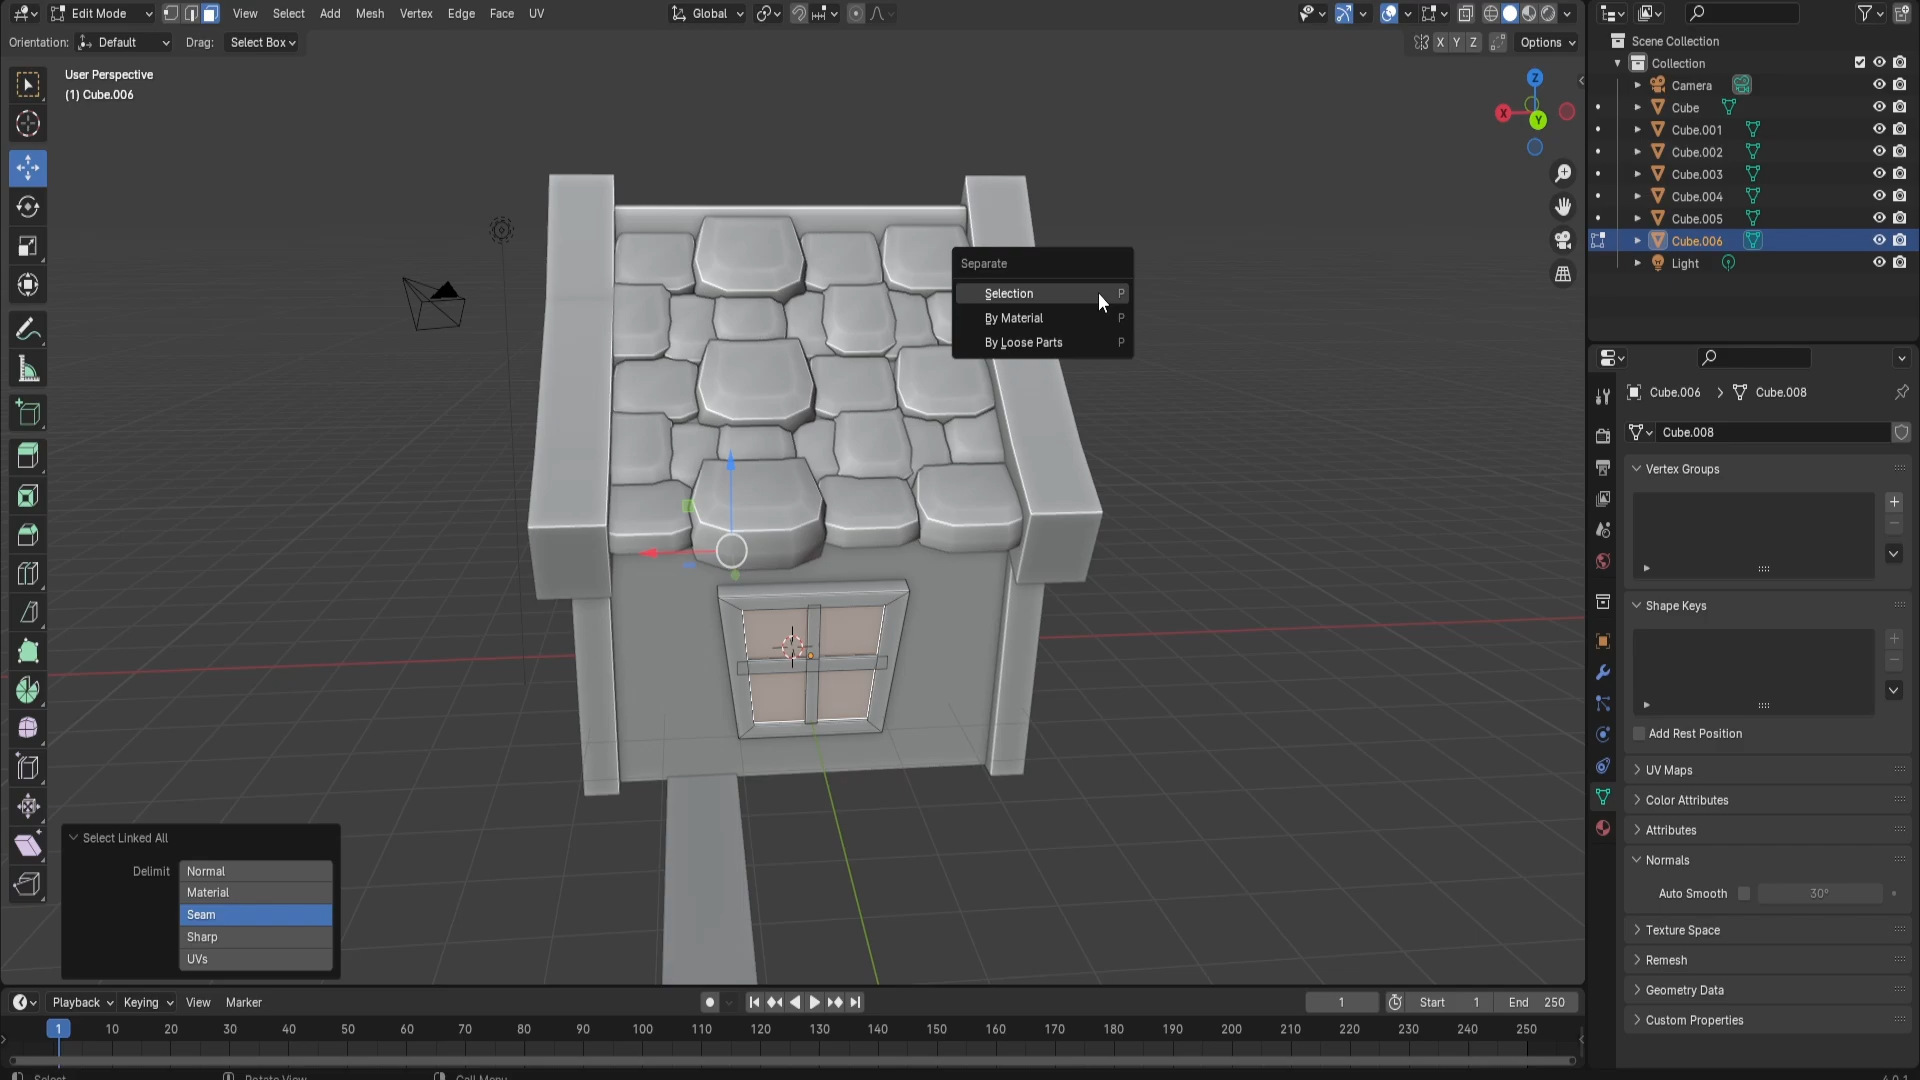 Edit Mode View Select Add Mesh Vertex Edge Face UV Global
Orientation: Default Drag: Select Box X Y Z Options
User Perspective
(1) Cube.006
Z
X
Y
Separate
Selection P
By Material P
By Loose Parts P
Select Linked All
Delimit Normal
Material
Seam
Sharp
UVs
Playback Keying View Marker 1 Start 1 End 250
1 10 20 30 40 50 60 70 80 90 100 110 120 130 140 150 160 170 180 190 200 210 220 230 240 250
Scene Collection
Collection
Camera
Cube
Cube.001
Cube.002
Cube.003
Cube.004
Cube.005
Cube.006
Light
Cube.006 Cube.008
Cube.008
Vertex Groups
Shape Keys
Add Rest Position
UV Maps
Color Attributes
Attributes
Normals
Auto Smooth 30°
Texture Space
Remesh
Geometry Data
Custom Properties